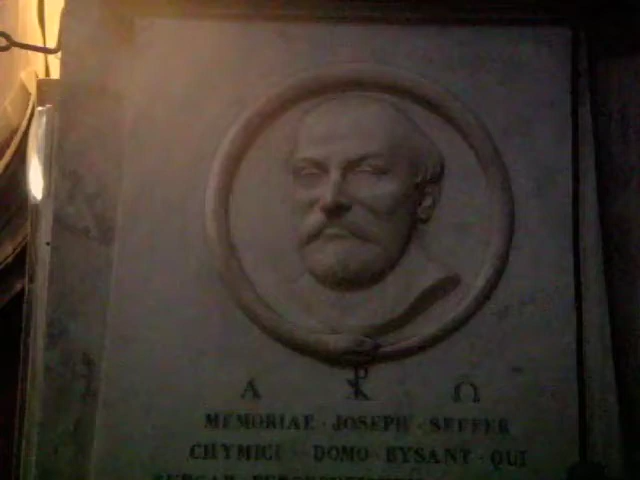 Α ☧ Ω
MEMORIAE · JOSEPH · SEFFER
CHYMICI · DOMO · BYSANT · QUI